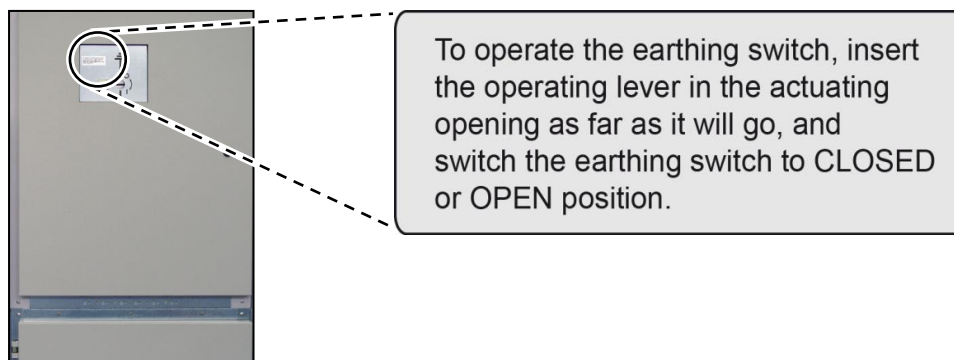 To operate the earthing switch, insert
the operating lever in the actuating
opening as far as it will go, and
switch the earthing switch to CLOSED
or OPEN position.